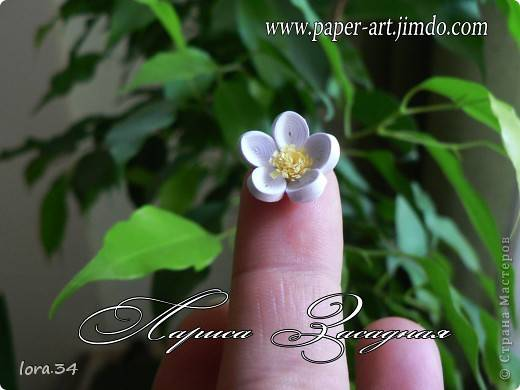 www.paper-art.jimdo.com
Лариса Засадная
lora.34
© Страна Мастеров